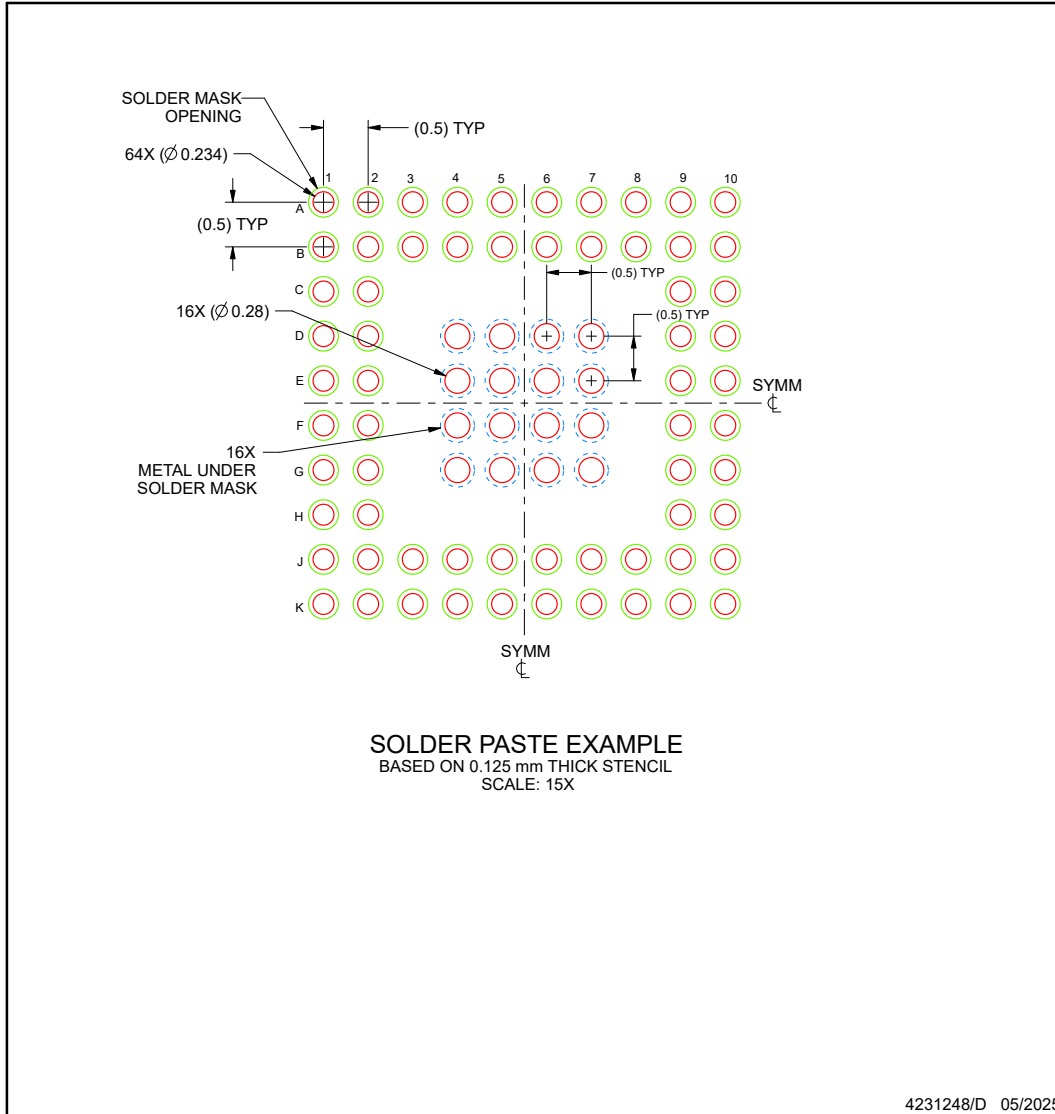 SOLDER MASK
OPENING
(0.5) TYP
64X (Ø 0.234)
1 2 3 4 5 6 7 8 9 10
A
(0.5) TYP
B
(0.5) TYP
C
16X (Ø 0.28)
(0.5) TYP
D
E
SYMM
℄
F
16X
METAL UNDER
SOLDER MASK
G
H
J
K
SYMM
℄
SOLDER PASTE EXAMPLE
BASED ON 0.125 mm THICK STENCIL
SCALE: 15X
4231248/D 05/2025